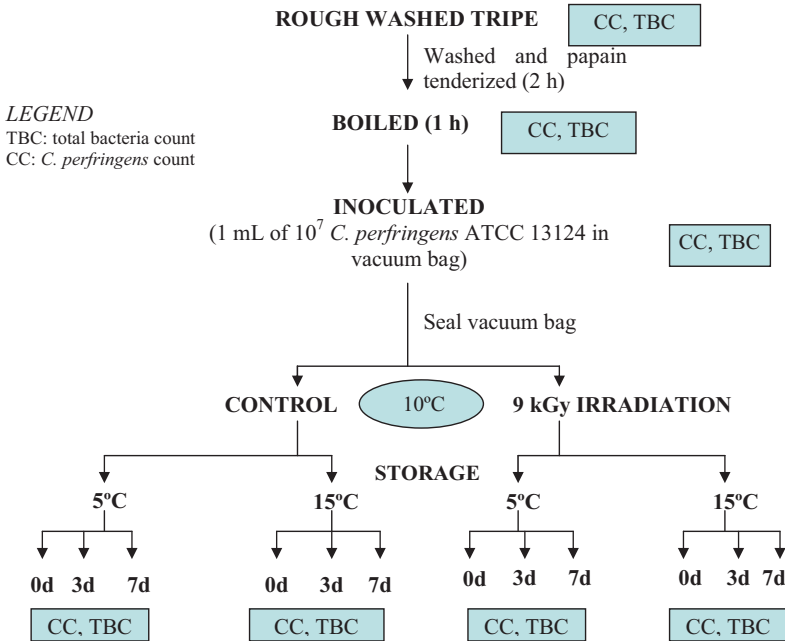 ROUGH WASHED TRIPE
CC, TBC
Washed and papain
tenderized (2 h)
LEGEND
TBC: total bacteria count
CC: C. perfringens count
BOILED (1 h)
CC, TBC
INOCULATED
(1 mL of 10⁷ C. perfringens ATCC 13124 in
vacuum bag)
CC, TBC
Seal vacuum bag
CONTROL
10ºC
9 kGy IRRADIATION
STORAGE
5ºC
15ºC
5ºC
15ºC
0d 3d 7d
0d 3d 7d
0d 3d 7d
0d 3d 7d
CC, TBC
CC, TBC
CC, TBC
CC, TBC